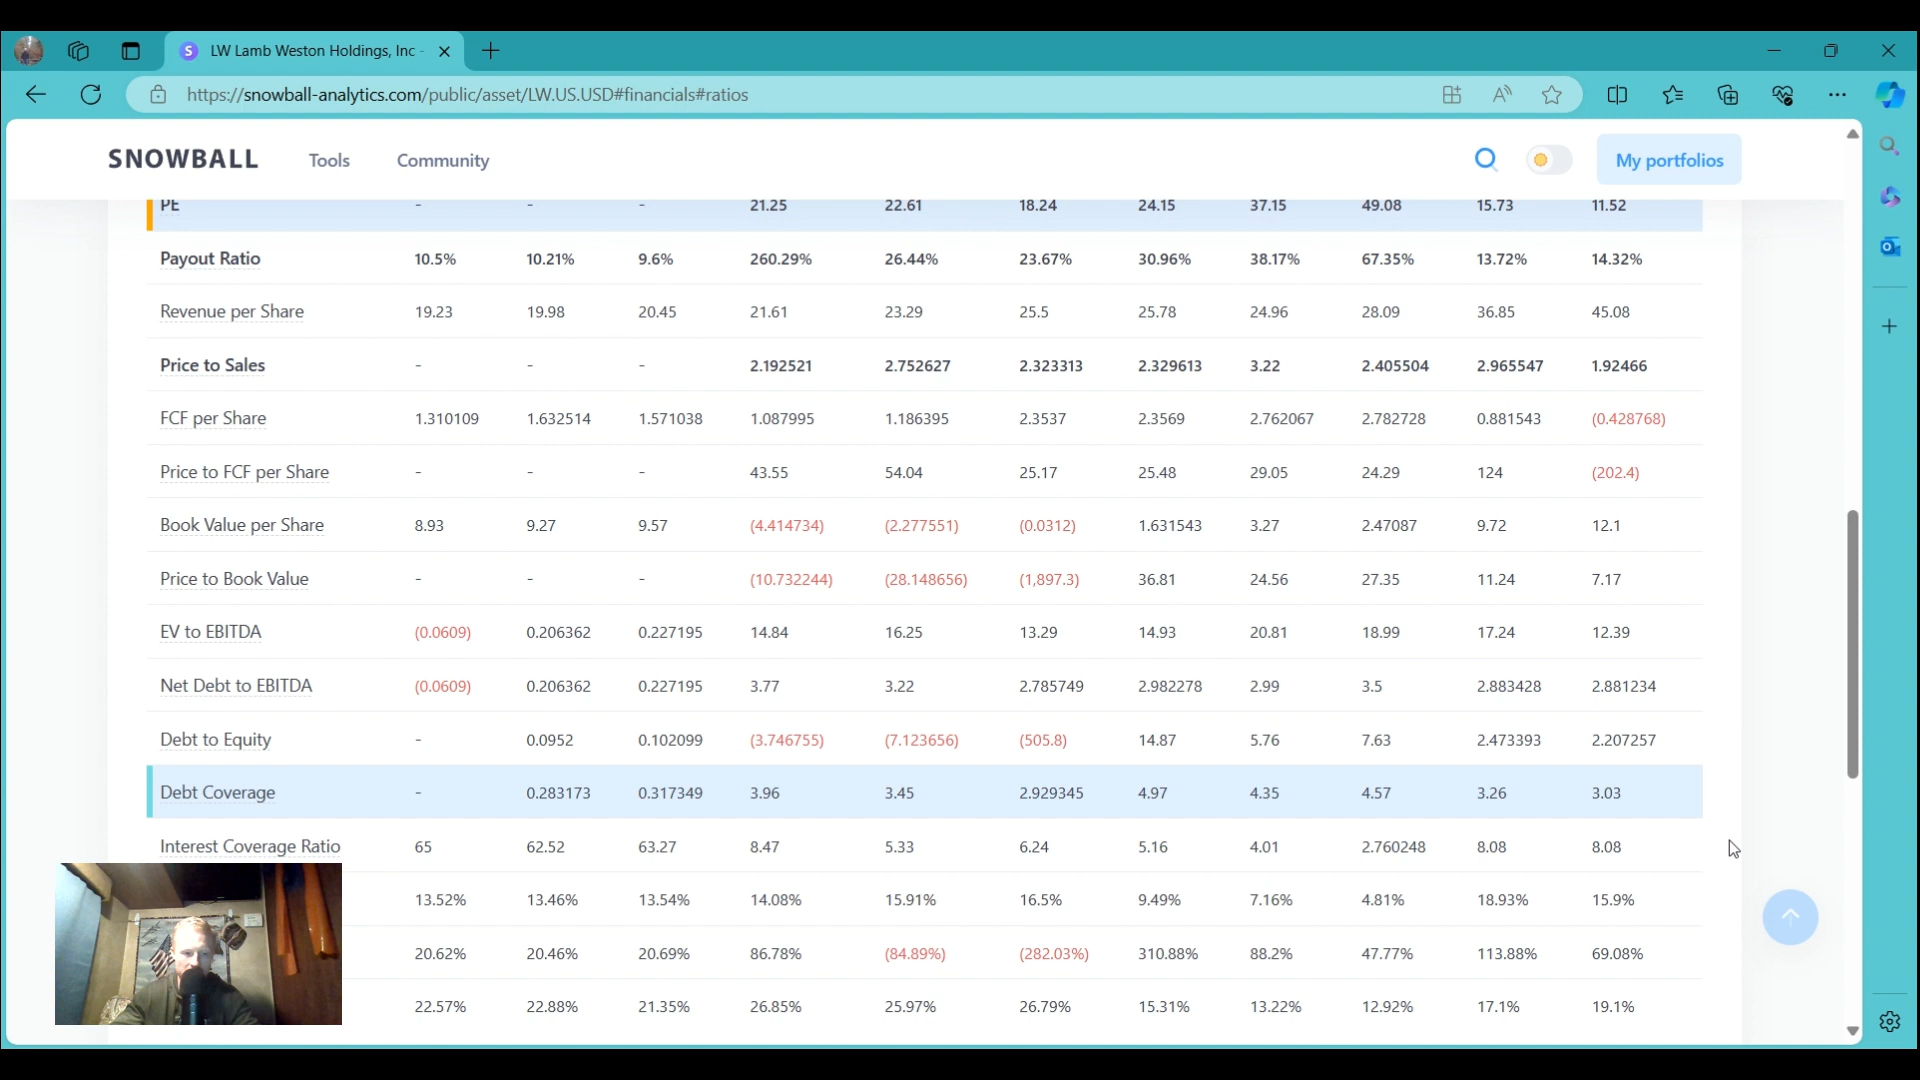 LW Lamb Weston Holdings, Inc -
https://snowball-analytics.com/public/asset/LW.US.USD#financials#ratios
SNOWBALL Tools Community My portfolios
PE - - - 21.25 22.61 18.24 24.15 37.15 49.08 15.73 11.52
Payout Ratio 10.5% 10.21% 9.6% 260.29% 26.44% 23.67% 30.96% 38.17% 67.35% 13.72% 14.32%
Revenue per Share 19.23 19.98 20.45 21.61 23.29 25.5 25.78 24.96 28.09 36.85 45.08
Price to Sales - - - 2.192521 2.752627 2.323313 2.329613 3.22 2.405504 2.965547 1.92466
FCF per Share 1.310109 1.632514 1.571038 1.087995 1.186395 2.3537 2.3569 2.762067 2.782728 0.881543 (0.428768)
Price to FCF per Share - - - 43.55 54.04 25.17 25.48 29.05 24.29 124 (202.4)
Book Value per Share 8.93 9.27 9.57 (4.414734) (2.277551) (0.0312) 1.631543 3.27 2.47087 9.72 12.1
Price to Book Value - - - (10.732244) (28.148656) (1,897.3) 36.81 24.56 27.35 11.24 7.17
EV to EBITDA (0.0609) 0.206362 0.227195 14.84 16.25 13.29 14.93 20.81 18.99 17.24 12.39
Net Debt to EBITDA (0.0609) 0.206362 0.227195 3.77 3.22 2.785749 2.982278 2.99 3.5 2.883428 2.881234
Debt to Equity - 0.0952 0.102099 (3.746755) (7.123656) (505.8) 14.87 5.76 7.63 2.473393 2.207257
Debt Coverage - 0.283173 0.317349 3.96 3.45 2.929345 4.97 4.35 4.57 3.26 3.03
Interest Coverage Ratio 65 62.52 63.27 8.47 5.33 6.24 5.16 4.01 2.760248 8.08 8.08
13.52% 13.46% 13.54% 14.08% 15.91% 16.5% 9.49% 7.16% 4.81% 18.93% 15.9%
20.62% 20.46% 20.69% 86.78% (84.89%) (282.03%) 310.88% 88.2% 47.77% 113.88% 69.08%
22.57% 22.88% 21.35% 26.85% 25.97% 26.79% 15.31% 13.22% 12.92% 17.1% 19.1%